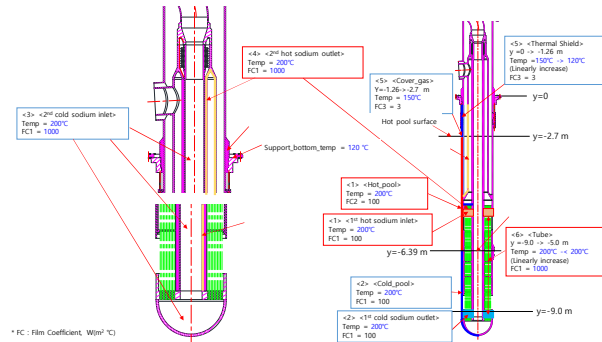 <4> <2nd hot sodium outlet>
Temp = 200℃
FC1 = 1000
<3> <2nd cold sodium inlet>
Temp = 200℃
FC1 = 1000
Support_bottom_temp = 120 ℃
* FC : Film Coefficient, W/(m² ℃)
<5> <Thermal Shield>
y =0 -> -1.26 m
Temp =150℃ -> 120℃
(Linearly increase)
FC3 = 3
<5> <Cover_gas>
Y=-1.26->-2.7 m
Temp = 150℃
FC3 = 3
y=0
Hot pool surface
y=-2.7 m
<1> <Hot_pool>
Temp = 200℃
FC2 = 100
<1> <1st hot sodium inlet>
Temp = 200℃
FC1 = 100
<6> <Tube>
y =-9.0 -> -5.0 m
Temp = 200℃ -< 200℃
(Linearly increase)
FC1 = 1000
y=-6.39 m
<2> <Cold_pool>
Temp = 200℃
FC1 = 100
<2> <1st cold sodium outlet>
Temp = 200℃
FC1 = 100
y=-9.0 m